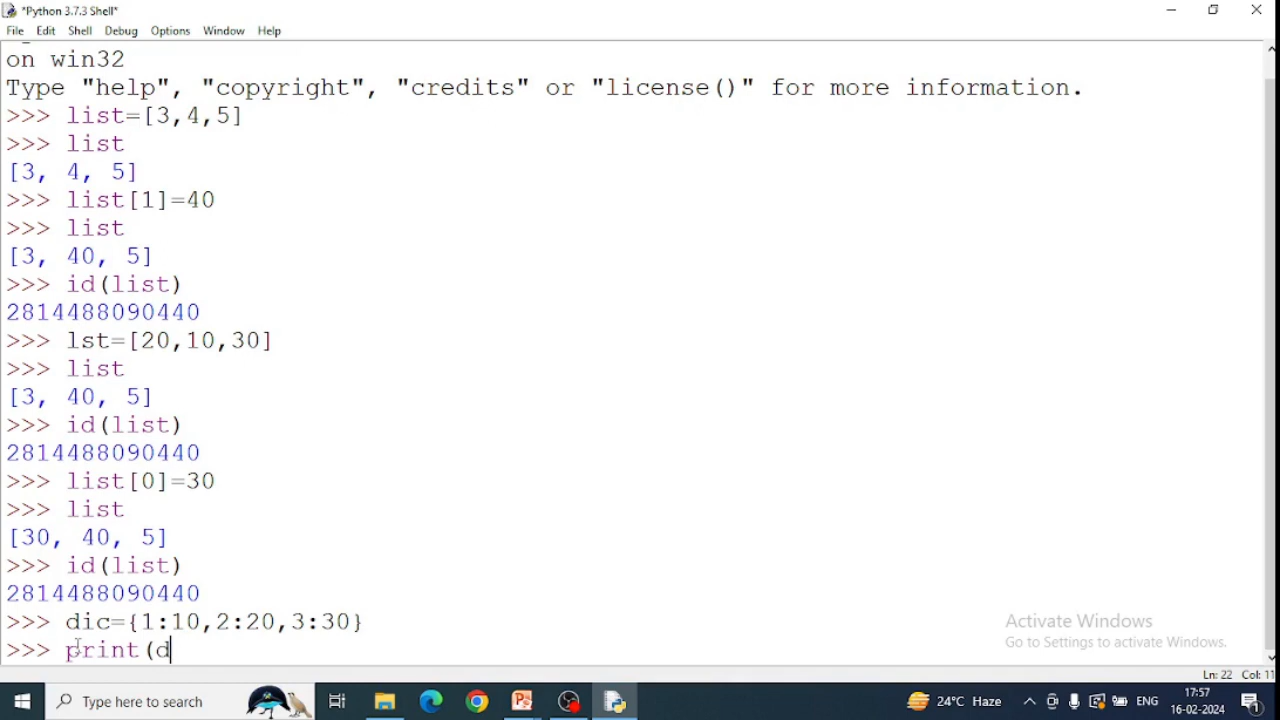 *Python 3.7.3 Shell*
File Edit Shell Debug Options Window Help
on win32
Type "help", "copyright", "credits" or "license()" for more information.
>>> list=[3,4,5]
>>> list
[3, 4, 5]
>>> list[1]=40
>>> list
[3, 40, 5]
>>> id(list)
2814488090440
>>> lst=[20,10,30]
>>> list
[3, 40, 5]
>>> id(list)
2814488090440
>>> list[0]=30
>>> list
[30, 40, 5]
>>> id(list)
2814488090440
>>> dic={1:10,2:20,3:30}
>>> print(d
Activate Windows
Go to Settings to activate Windows.
Ln: 22 Col: 11
Type here to search
24°C Haze
ENG
17:57
16-02-2024
1